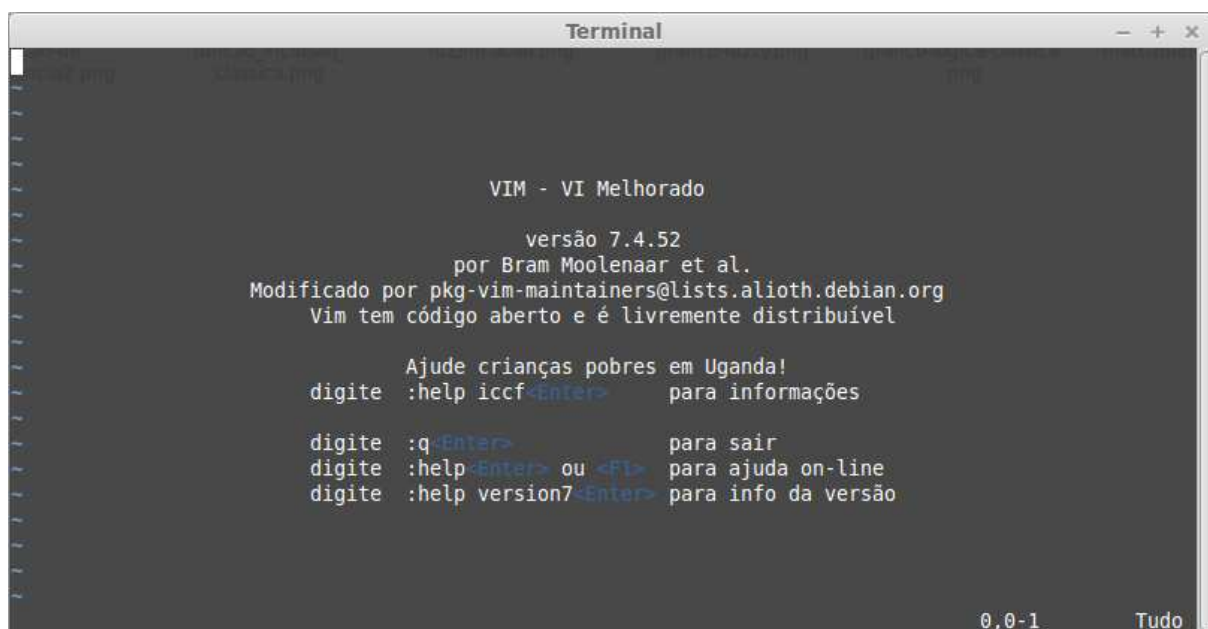 Terminal
VIM - VI Melhorado
versão 7.4.52
por Bram Moolenaar et al.
Modificado por pkg-vim-maintainers@lists.alioth.debian.org
Vim tem código aberto e é livremente distribuível
Ajude crianças pobres em Uganda!
digite :help iccf<Enter> para informações
digite :q<Enter> para sair
digite :help<Enter> ou <F1> para ajuda on-line
digite :help version7<Enter> para info da versão
0,0-1 Tudo